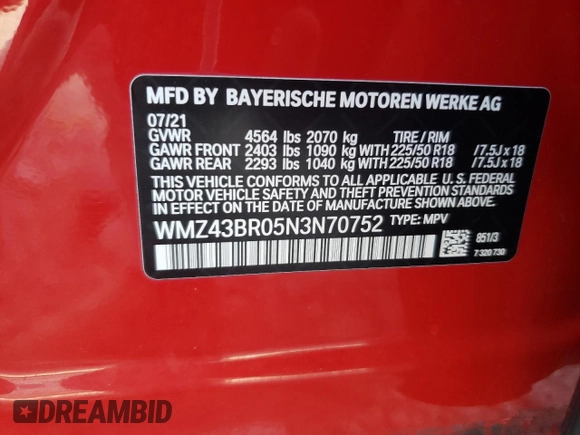 MFD BY BAYERISCHE MOTOREN WERKE AG
07/21
GVWR 4564 lbs 2070 kg TIRE / RIM
GAWR FRONT 2403 lbs 1090 kg WITH 225/50 R18 /7.5J x 18
GAWR REAR 2293 lbs 1040 kg WITH 225/50 R18 /7.5J x 18
THIS VEHICLE CONFORMS TO ALL APPLICABLE U. S. FEDERAL
MOTOR VEHICLE SAFETY AND THEFT PREVENTION STANDARDS
IN EFFECT ON THE DATE OF MANUFACTURE SHOWN ABOVE.
WMZ43BR05N3N70752 TYPE: MPV
851/3
7 320 730
DREAMBID